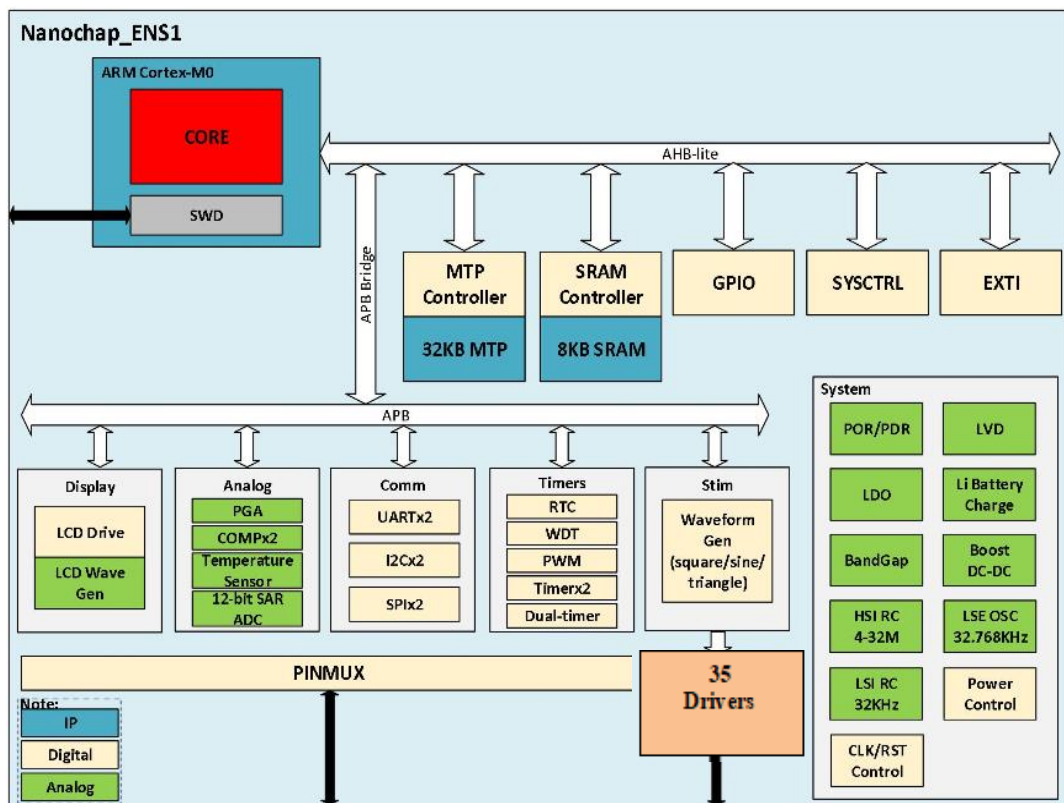 Nanochap_ENS1
ARM Cortex-M0
CORE
SWD
AHB-lite
APB Bridge
MTP
Controller
32KB MTP
SRAM
Controller
8KB SRAM
GPIO
SYSCTRL
EXTI
APB
Display
LCD Drive
LCD Wave
Gen
Analog
PGA
COMPx2
Temperature
Sensor
12-bit SAR
ADC
Comm
UARTx2
I2Cx2
SPIx2
Timers
RTC
WDT
PWM
Timerx2
Dual-timer
Stim
Waveform
Gen
(square/sine/
triangle)
System
POR/PDR
LVD
LDO
Li Battery
Charge
BandGap
Boost
DC-DC
HSI RC
4-32M
LSE OSC
32.768KHz
LSI RC
32KHz
Power
Control
CLK/RST
Control
PINMUX
35
Drivers
Note:
IP
Digital
Analog